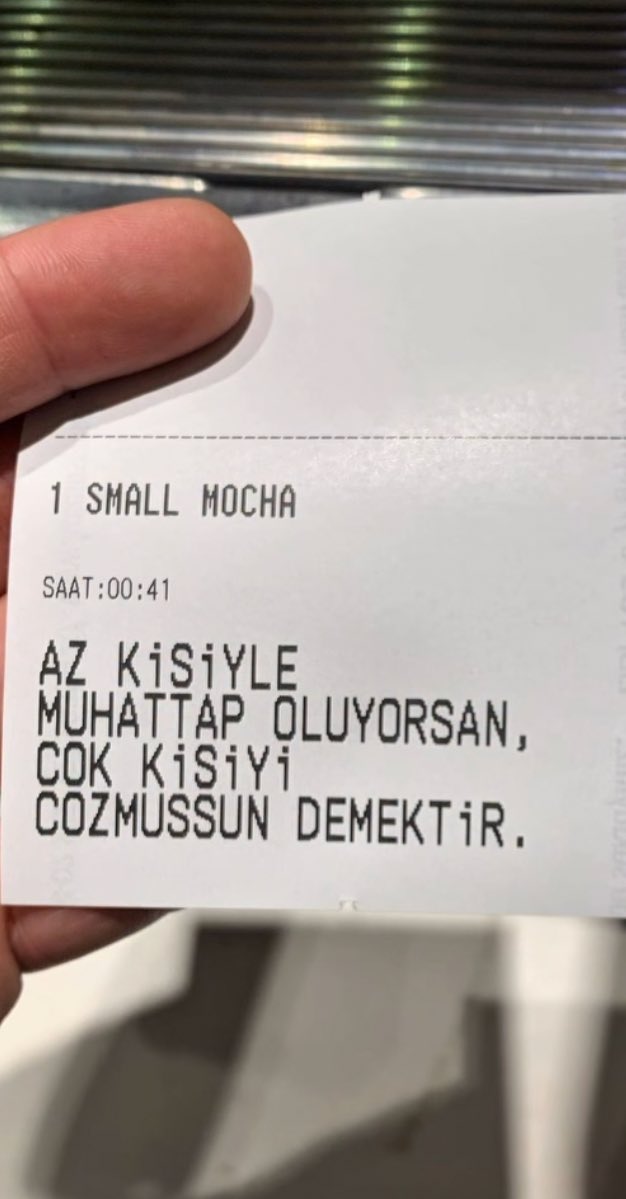 1 SMALL MOCHA
SAAT:00:41
AZ KiSiYLE
MUHATTAP OLUYORSAN,
COK KiSiYi
COZMUSSUN DEMEKTiR.